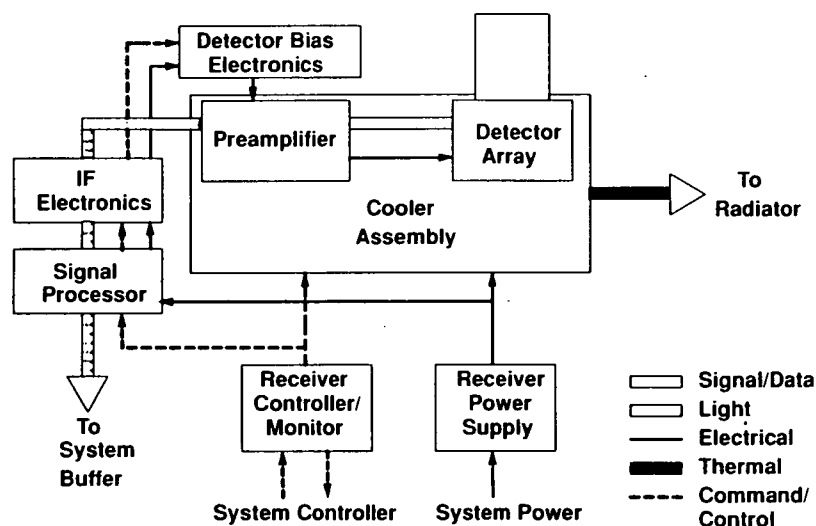 Detector Bias
Electronics
Preamplifier
Detector
Array
IF
Electronics
Cooler
Assembly
To
Radiator
Signal
Processor
Receiver
Controller/
Monitor
Receiver
Power
Supply
To
System
Buffer
System Controller
System Power
Signal/Data
Light
Electrical
Thermal
Command/
Control